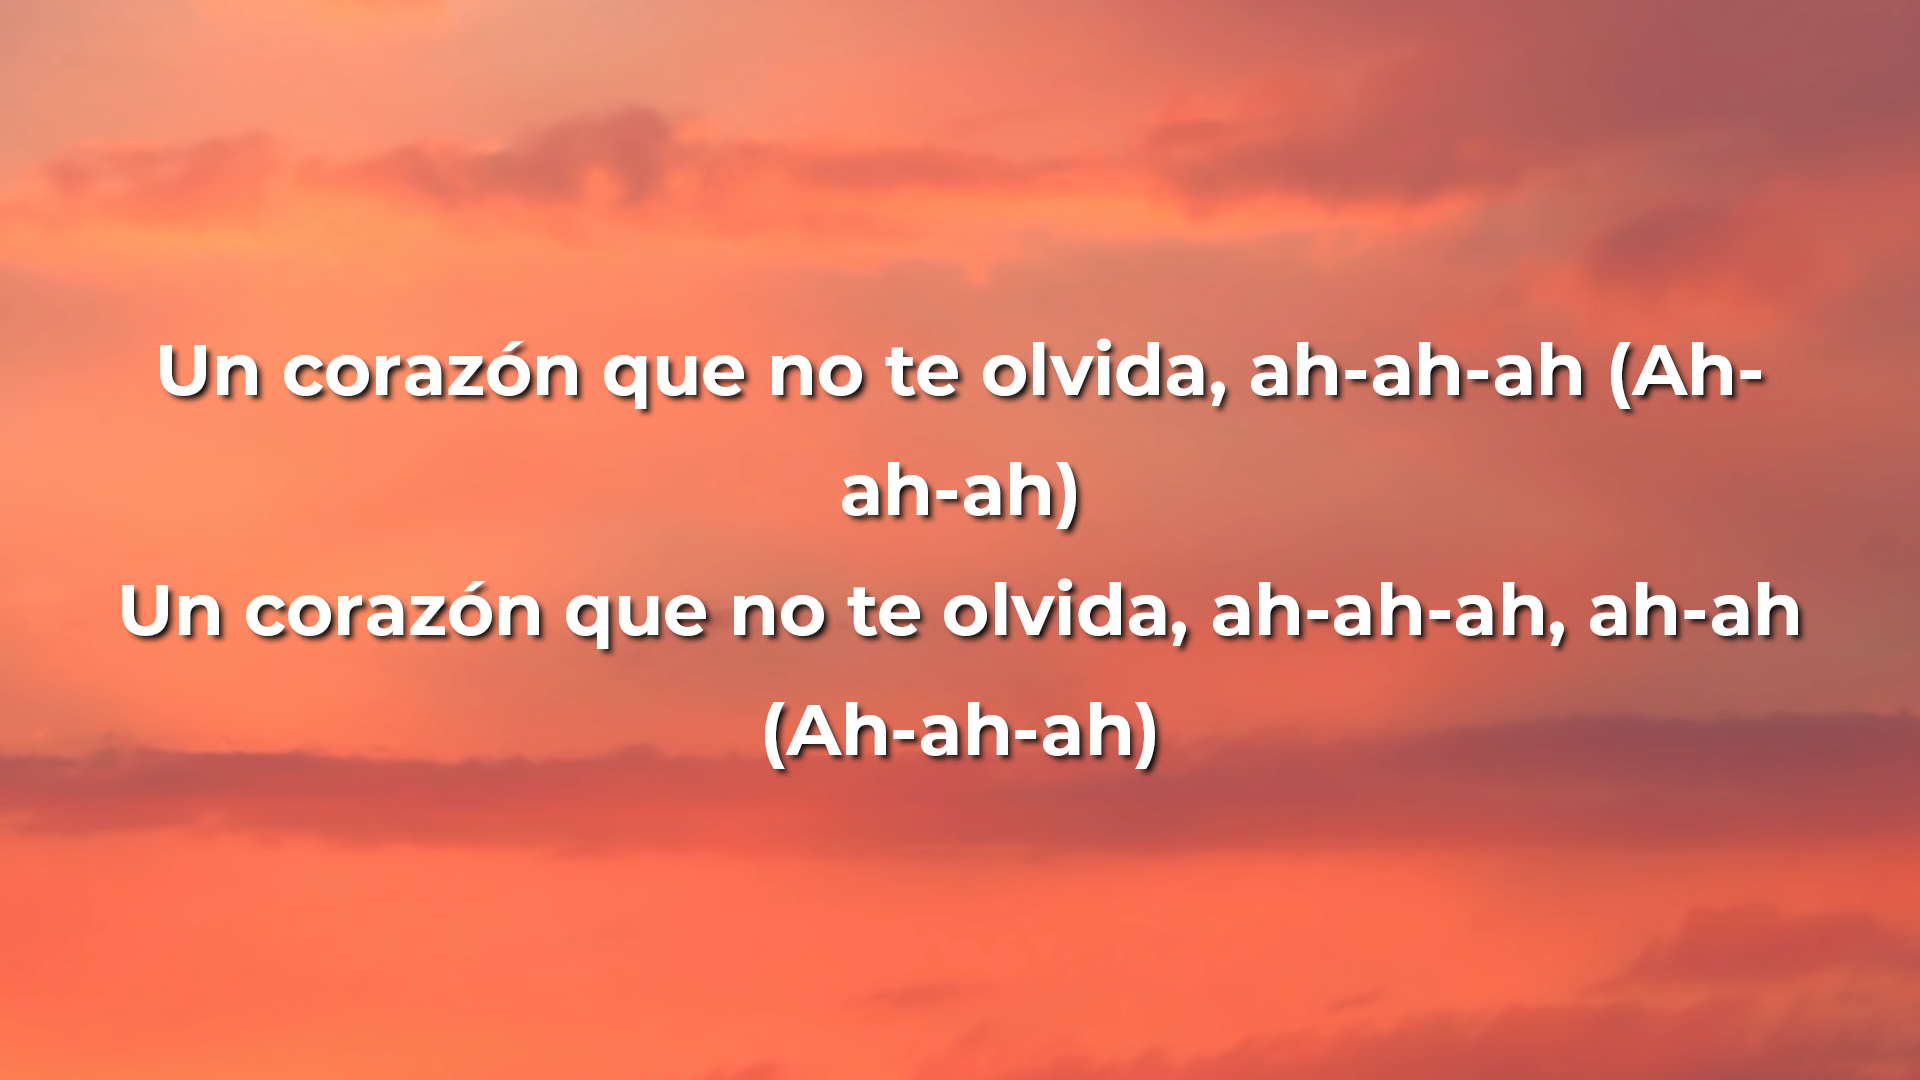 Un corazón que no te olvida, ah-ah-ah (Ah-
ah-ah)
Un corazón que no te olvida, ah-ah-ah, ah-ah
(Ah-ah-ah)